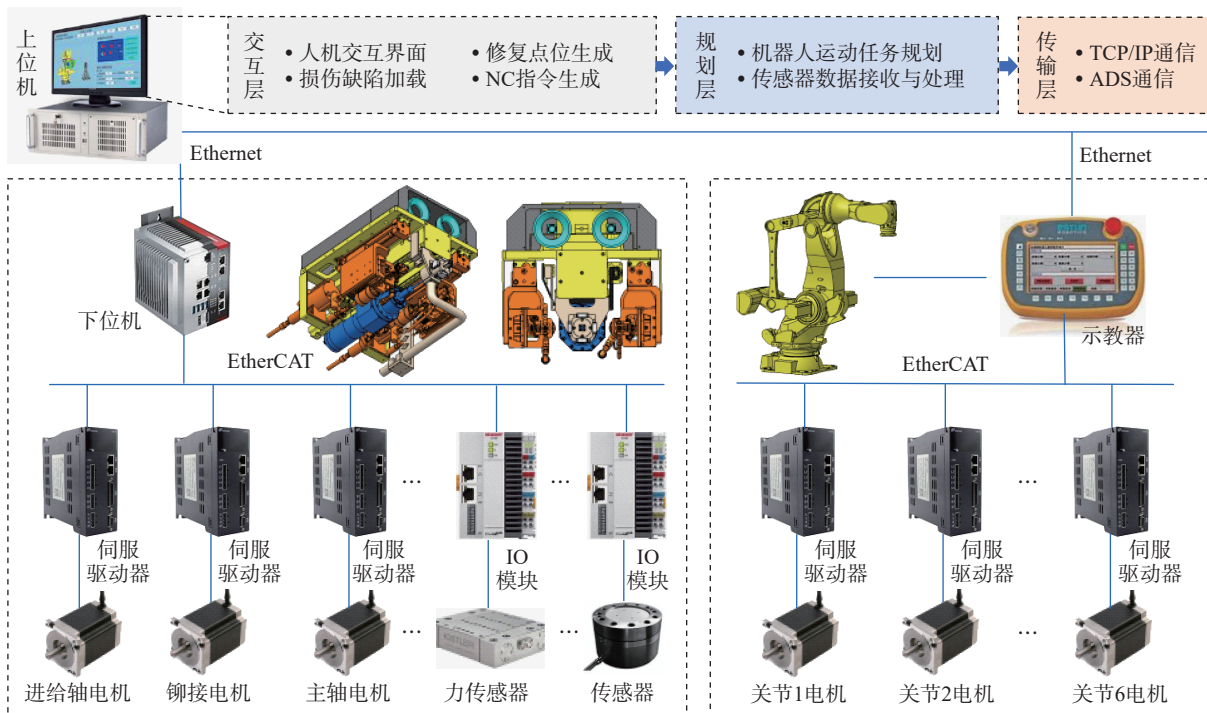 上位机
交互层
• 人机交互界面
• 修复点位生成
• 损伤缺陷加载
• NC指令生成
规划层
• 机器人运动任务规划
• 传感器数据接收与处理
传输层
• TCP/IP通信
• ADS通信
Ethernet
Ethernet
下位机
EtherCAT
ESTUN
ROBOTICS
示教器
EtherCAT
...
...
...
伺服
驱动器
伺服
驱动器
伺服
驱动器
IO
模块
IO
模块
伺服
驱动器
伺服
驱动器
伺服
驱动器
KISTLER
...
...
...
进给轴电机
铆接电机
主轴电机
力传感器
传感器
关节1电机
关节2电机
关节6电机